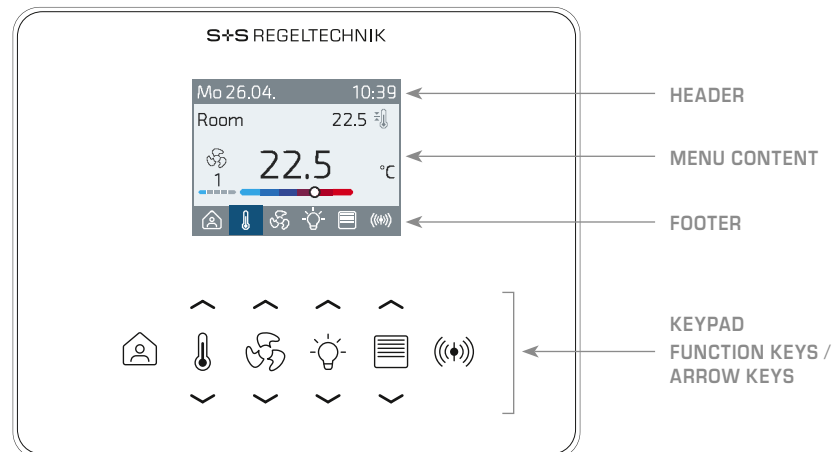 S+S REGELTECHNIK
Mo 26.04. 10:39
Room 22.5
22.5 °C
1
HEADER
MENU CONTENT
FOOTER
KEYPAD
FUNCTION KEYS /
ARROW KEYS